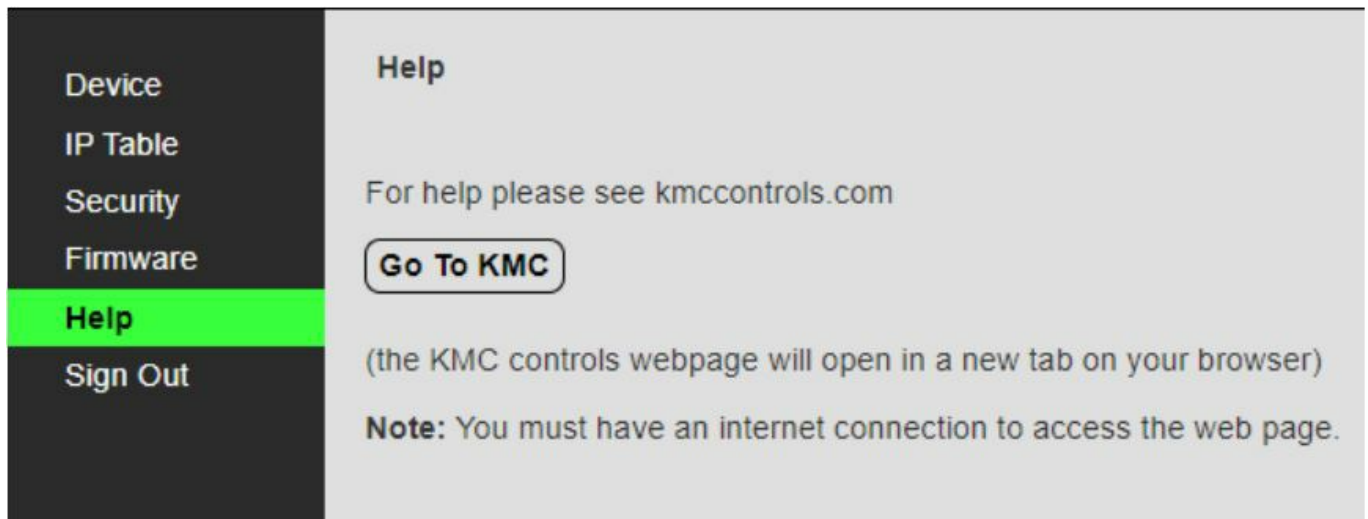 Device
IP Table
Security
Firmware
Help
Sign Out
Help
For help please see kmccontrols.com
Go To KMC
(the KMC controls webpage will open in a new tab on your browser)
Note: You must have an internet connection to access the web page.